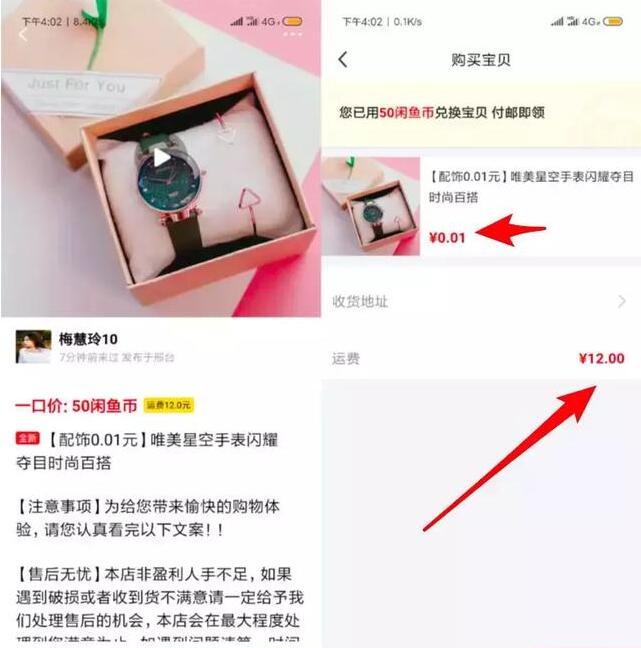 下午4:02 | 8.4K/s
4G
Just For You
梅慧玲10
7分钟前来过 发布于邢台
一口价: 50闲鱼币 运费12.0元
全新【配饰0.01元】唯美星空手表闪耀
夺目时尚百搭
【注意事项】为给您带来愉快的购物体
验，请您认真看完以下文案！！
【售后无忧】本店非盈利人手不足，如果
遇到破损或者收到货不满意请一定给予我
们处理售后的机会，本店会在最大程度处
理到您满意为止，如遇到问题请第一时间
下午4:02 | 0.1K/s
4G
购买宝贝
您已用50闲鱼币兑换宝贝 付邮即领
【配饰0.01元】唯美星空手表闪耀夺目
时尚百搭
¥0.01
收货地址
运费
¥12.00